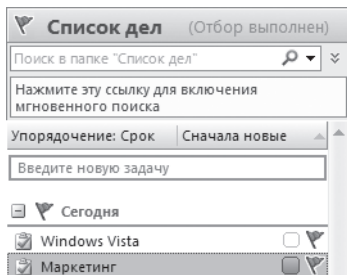 Список дел (Отбор выполнен)
Поиск в папке "Список дел"
Нажмите эту ссылку для включения
мгновенного поиска
Упорядочение: Срок Сначала новые
Введите новую задачу
Сегодня
Windows Vista
Маркетинг